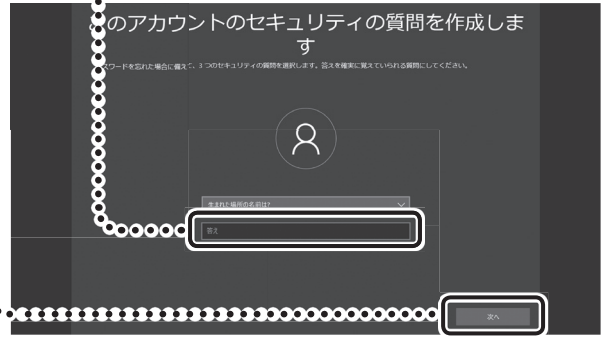 のアカウントのセキュリティの質問を作成しま
す
スワードを忘れた場合に備えて、3 つのセキュリティの質問を選択します。答えを確実に覚えていられる質問にしてください。
生まれた場所の名前は?
答え
次へ